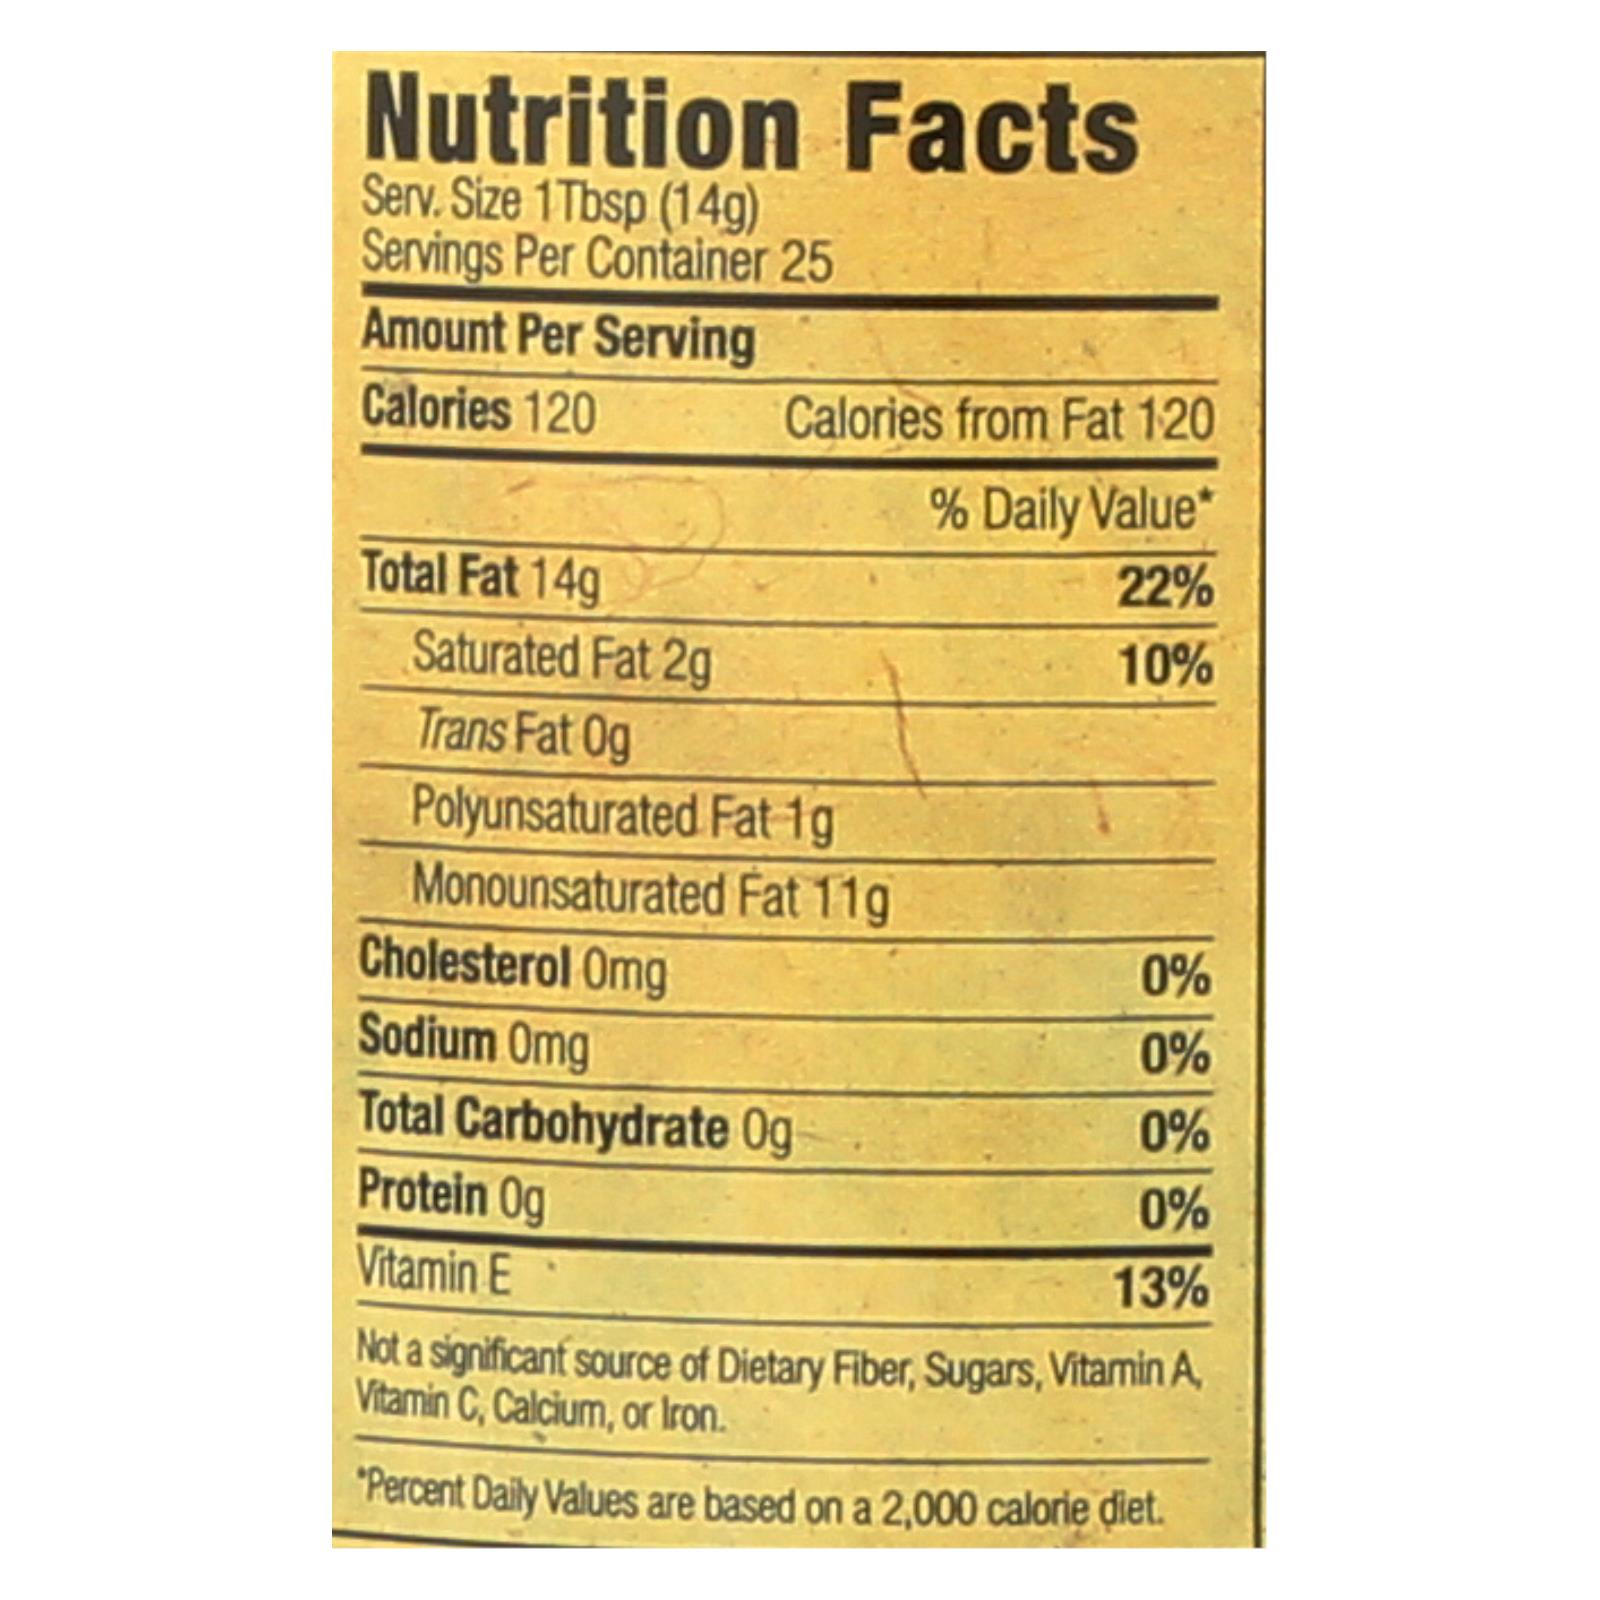 Nutrition Facts
Serv. Size 1Tbsp (14g)
Servings Per Container 25
Amount Per Serving
Calories 120 Calories from Fat 120
% Daily Value*
Total Fat 14g 22%
Saturated Fat 2g 10%
Trans Fat 0g
Polyunsaturated Fat 1g
Monounsaturated Fat 11g
Cholesterol 0mg 0%
Sodium 0mg 0%
Total Carbohydrate 0g 0%
Protein 0g 0%
Vitamin E 13%
Not a significant source of Dietary Fiber, Sugars, Vitamin A,
Vitamin C, Calcium, or Iron.
*Percent Daily Values are based on a 2,000 calorie diet.